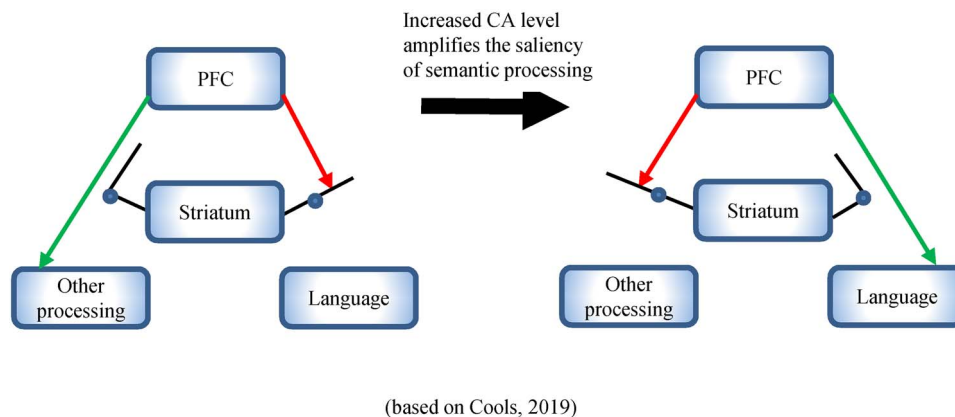 Increased CA level
amplifies the saliency
of semantic processing
PFC
PFC
Striatum
Striatum
Other
processing
Language
Other
processing
Language
(based on Cools, 2019)